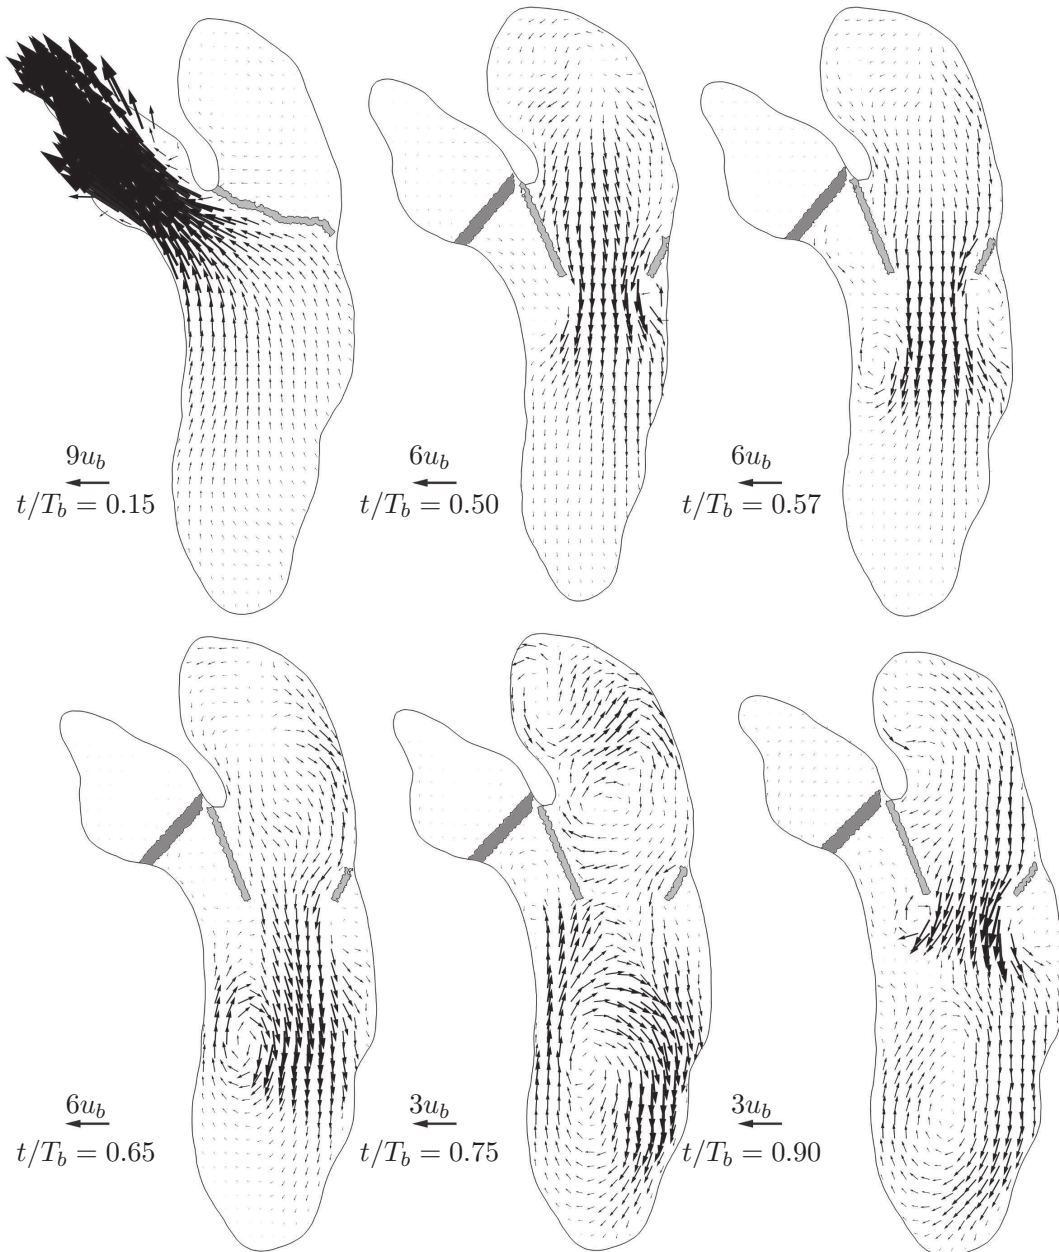 9u_b
t/T_b = 0.15
6u_b
t/T_b = 0.50
6u_b
t/T_b = 0.57
6u_b
t/T_b = 0.65
3u_b
t/T_b = 0.75
3u_b
t/T_b = 0.90